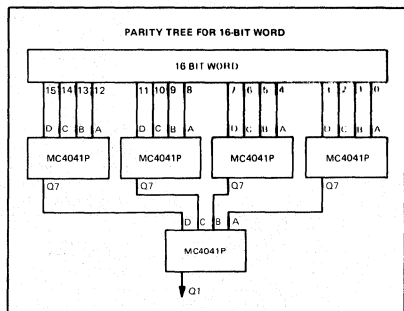 PARITY TREE FOR 16-BIT WORD
16 BIT WORD
15 14 13 12 11 10 9 8 7 6 5 4 3 2 1 0
D C B A D C B A D C B A D C B A
MC4041P MC4041P MC4041P MC4041P
Q7 Q7 Q7 Q7
D C B A
MC4041P
Q1